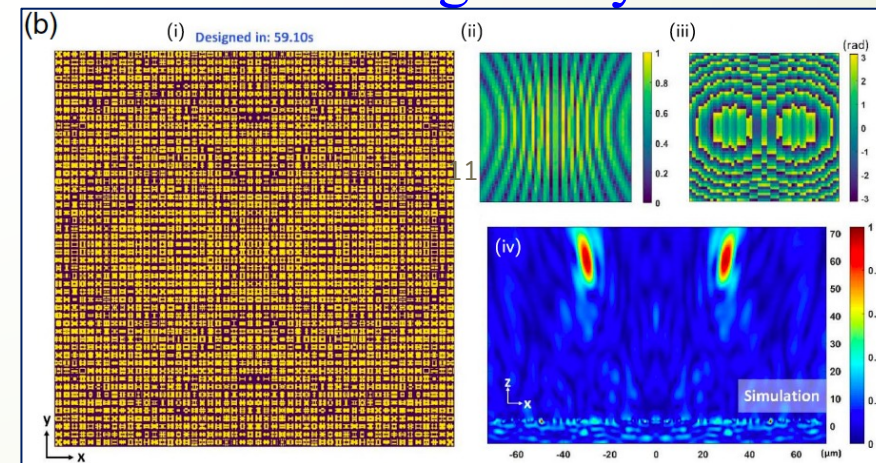 (b)
(i) Designed in: 59.10s
(ii)
(iii)
(rad)
1
0.8
0.6
0.4
0.2
0
3
2
1
0
-1
-2
-3
11
(iv)
z
x
Simulation
70
60
50
40
30
20
10
0
(μm)
-60 -40 -20 0 20 40 60
1
0
y
x